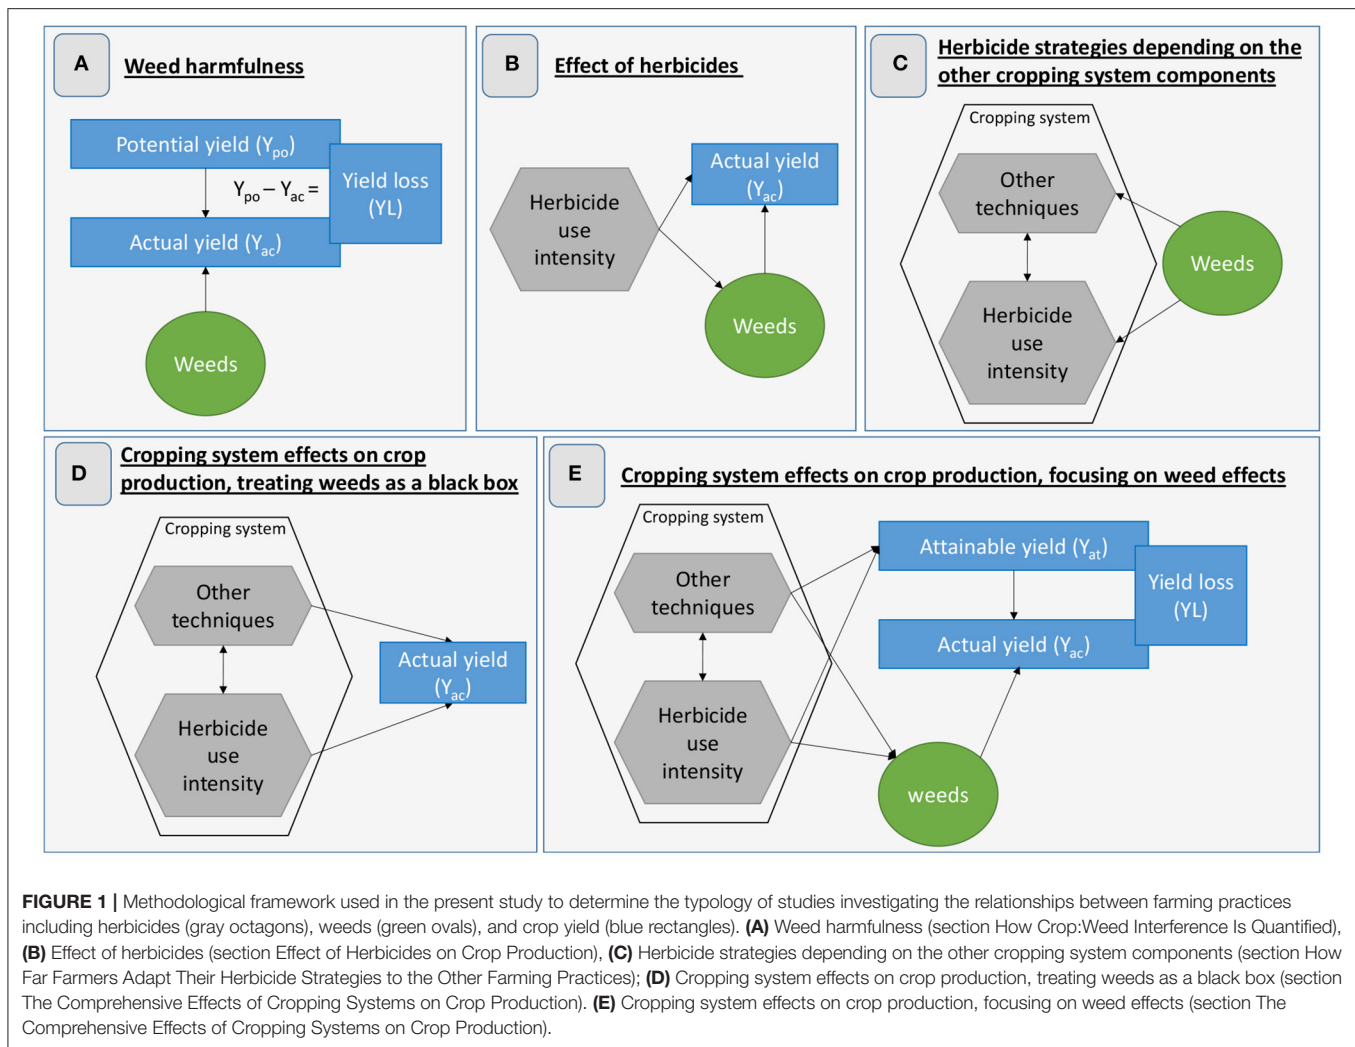 A
Weed harmfulness
Potential yield (Ypo)
Ypo – Yac =
Yield loss
(YL)
Actual yield (Yac)
Weeds
B
Effect of herbicides
Herbicide
use
intensity
Actual yield
(Yac)
Weeds
C
Herbicide strategies depending on the
other cropping system components
Cropping system
Other
techniques
Herbicide
use
intensity
Weeds
D
Cropping system effects on crop
production, treating weeds as a black box
Cropping system
Other
techniques
Herbicide
use
intensity
Actual yield
(Yac)
E
Cropping system effects on crop production, focusing on weed effects
Cropping system
Other
techniques
Herbicide
use
intensity
Attainable yield (Yat)
Yield loss
(YL)
Actual yield (Yac)
weeds
FIGURE 1 | Methodological framework used in the present study to determine the typology of studies investigating the relationships between farming practices
including herbicides (gray octagons), weeds (green ovals), and crop yield (blue rectangles). (A) Weed harmfulness (section How Crop:Weed Interference Is Quantified),
(B) Effect of herbicides (section Effect of Herbicides on Crop Production), (C) Herbicide strategies depending on the other cropping system components (section How
Far Farmers Adapt Their Herbicide Strategies to the Other Farming Practices); (D) Cropping system effects on crop production, treating weeds as a black box (section
The Comprehensive Effects of Cropping Systems on Crop Production). (E) Cropping system effects on crop production, focusing on weed effects (section The
Comprehensive Effects of Cropping Systems on Crop Production).